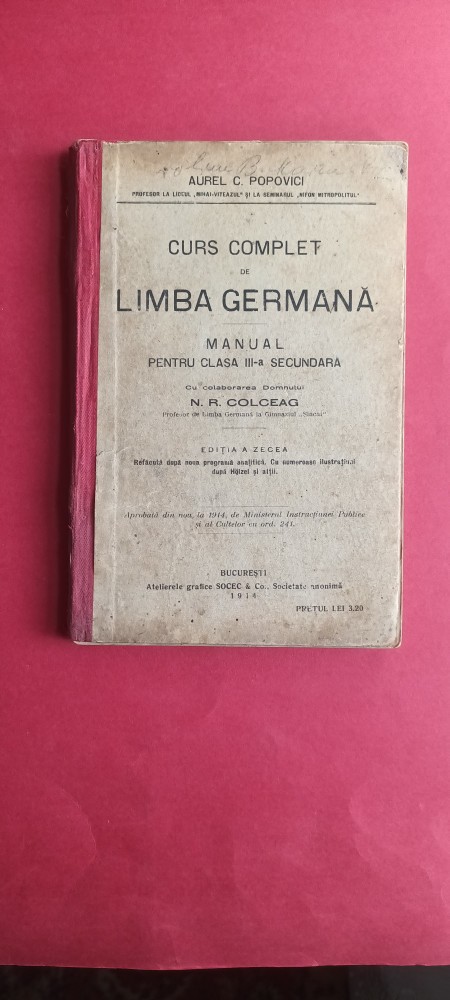 AUREL C. POPOVICI
PROFESOR LA LICEUL „MIHAI-VITEAZUL" ȘI LA SEMINARUL „NIFON MITROPOLITUL"
CURS COMPLET
DE
LIMBA GERMANĂ
MANUAL
PENTRU CLASA III-a SECUNDARĂ
Cu colaborarea Domnului
N. R. COLCEAG
Profesor de Limba Germană la Gimnaziul „Șincai"
EDIȚIA A ZECEA
Refăcută după noua programă analitică. Cu numeroase ilustrațiuni
după Hölzel și alții.
Aprobată din nou, la 1914, de Ministerul Instrucțiunei Publice
și al Cultelor cu ord. 241.
BUCUREȘTI
Atelierele grafice SOCEC & Co., Societate anonimă
1914
PREȚUL LEI 3.20